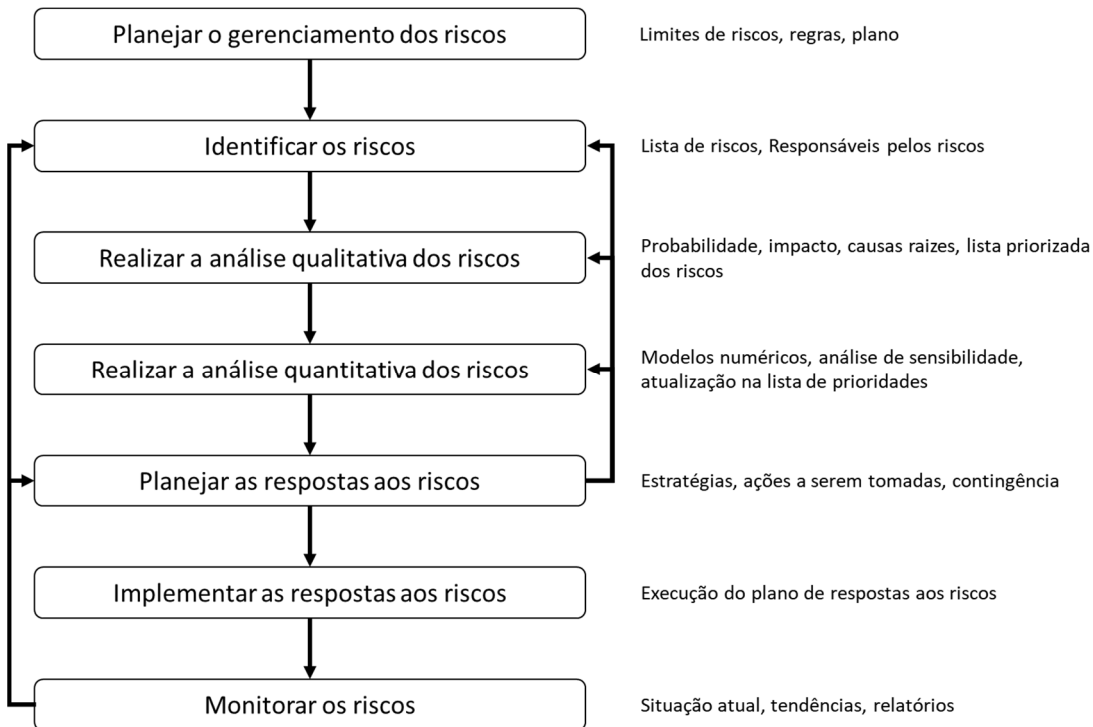 Planejar o gerenciamento dos riscos
Limites de riscos, regras, plano
Identificar os riscos
Lista de riscos, Responsáveis pelos riscos
Realizar a análise qualitativa dos riscos
Probabilidade, impacto, causas raizes, lista priorizada
dos riscos
Realizar a análise quantitativa dos riscos
Modelos numéricos, análise de sensibilidade,
atualização na lista de prioridades
Planejar as respostas aos riscos
Estratégias, ações a serem tomadas, contingência
Implementar as respostas aos riscos
Execução do plano de respostas aos riscos
Monitorar os riscos
Situação atual, tendências, relatórios